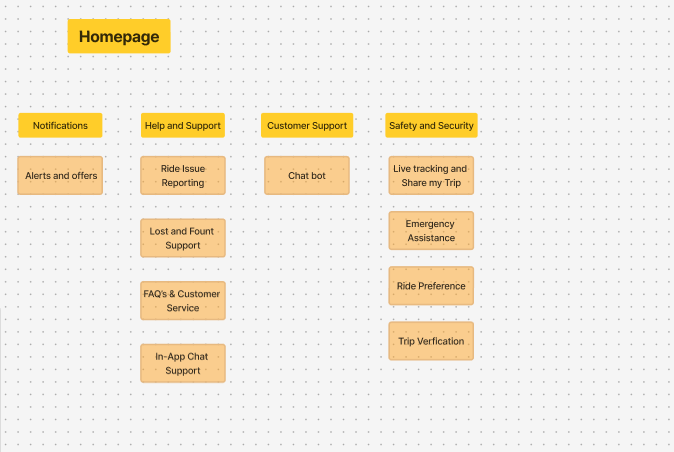 Homepage
Notifications
Help and Support
Customer Support
Safety and Security
Alerts and offers
Ride Issue
Reporting
Chat bot
Live tracking and
Share my Trip
Lost and Fount
Support
Emergency
Assistance
FAQ's & Customer
Service
Ride Preference
In-App Chat
Support
Trip Verfication